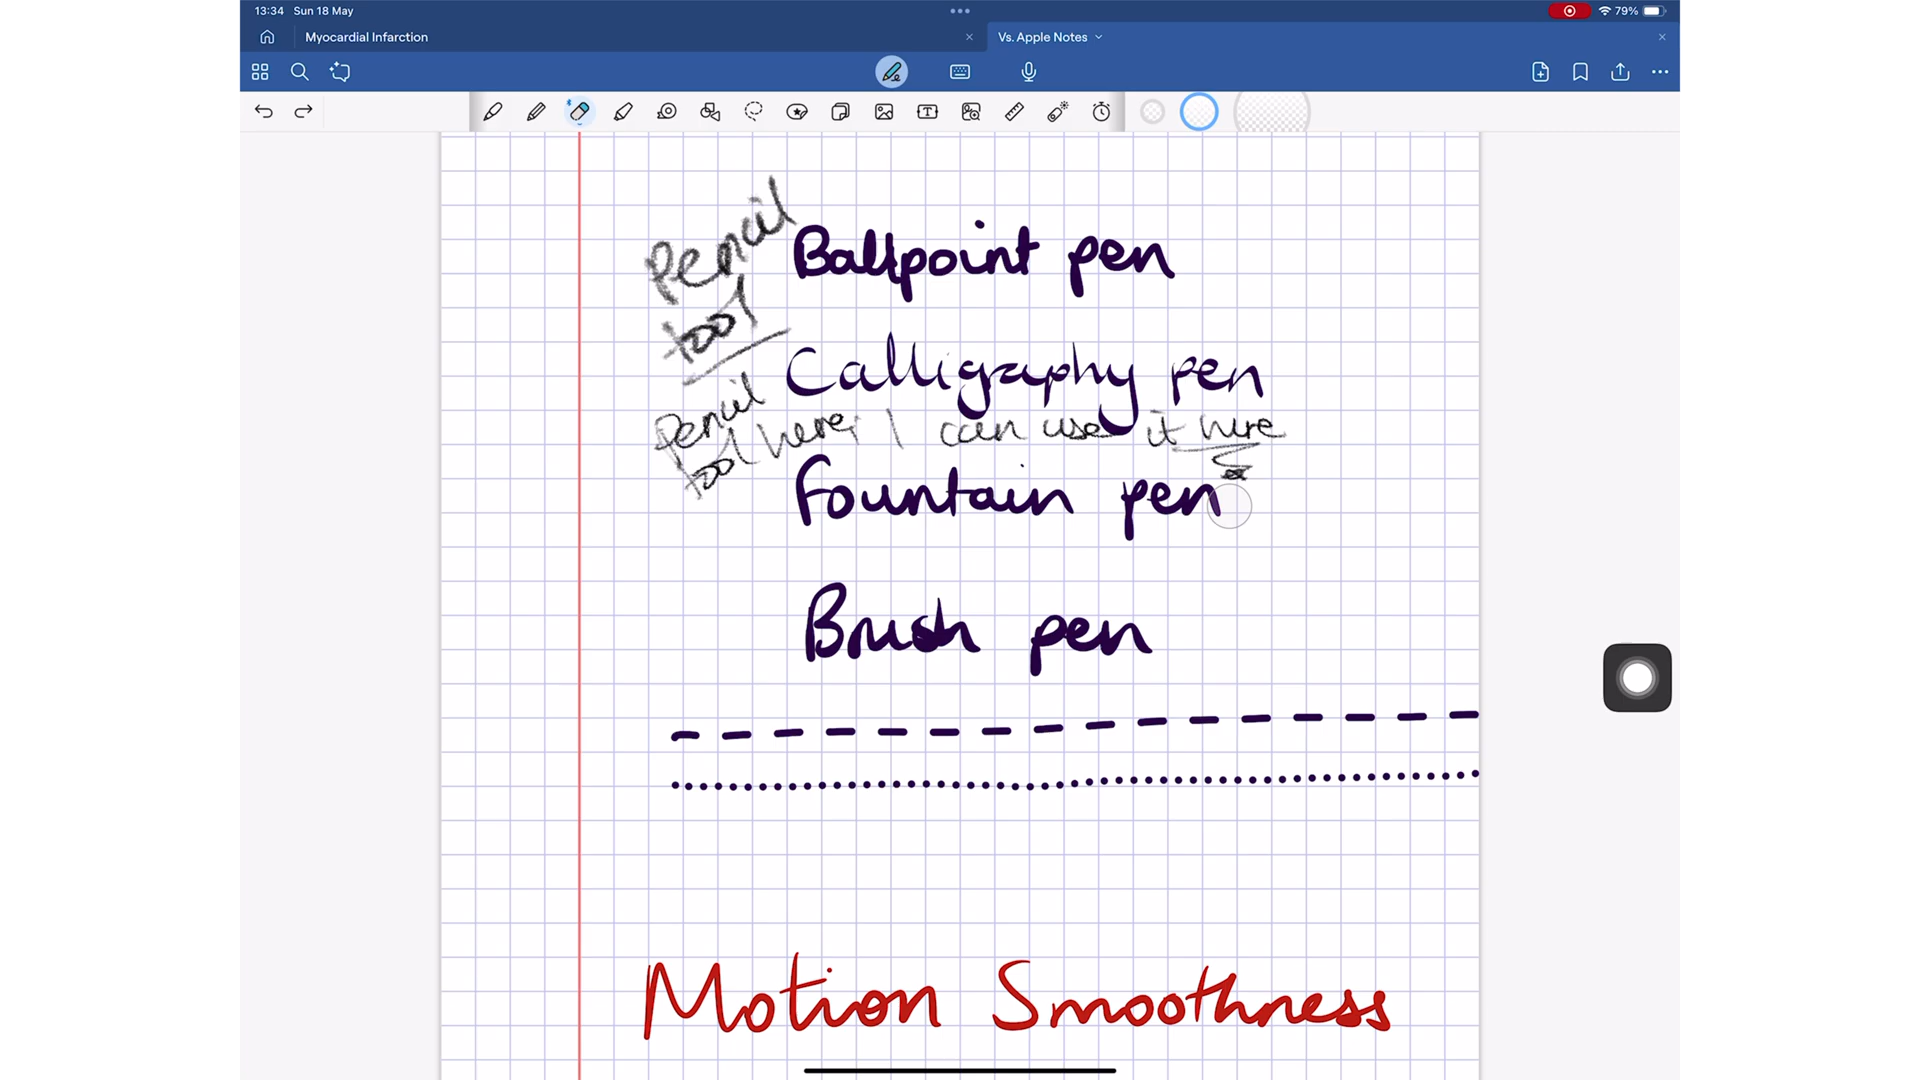 13:34 Sun 18 May 79%
Myocardial Infarction
Vs. Apple Notes
Pencil
tool
Ballpoint pen
Calligraphy pen
Pencil
tool here I can use it here
Fountain pen
Brush pen
Motion Smoothness